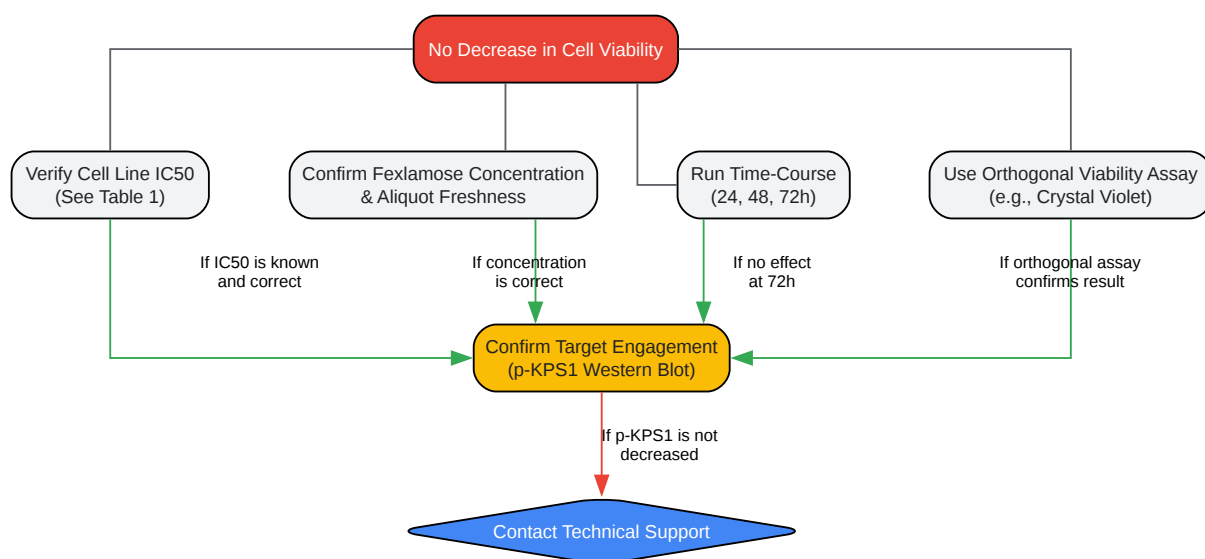 No Decrease in Cell Viability
Verify Cell Line IC50
(See Table 1)
Confirm Fexlamose Concentration
& Aliquot Freshness
Run Time-Course
(24, 48, 72h)
Use Orthogonal Viability Assay
(e.g., Crystal Violet)
If IC50 is known
and correct
If concentration
is correct
If no effect
at 72h
If orthogonal assay
confirms result
Confirm Target Engagement
(p-KPS1 Western Blot)
If p-KPS1 is not
decreased
Contact Technical Support